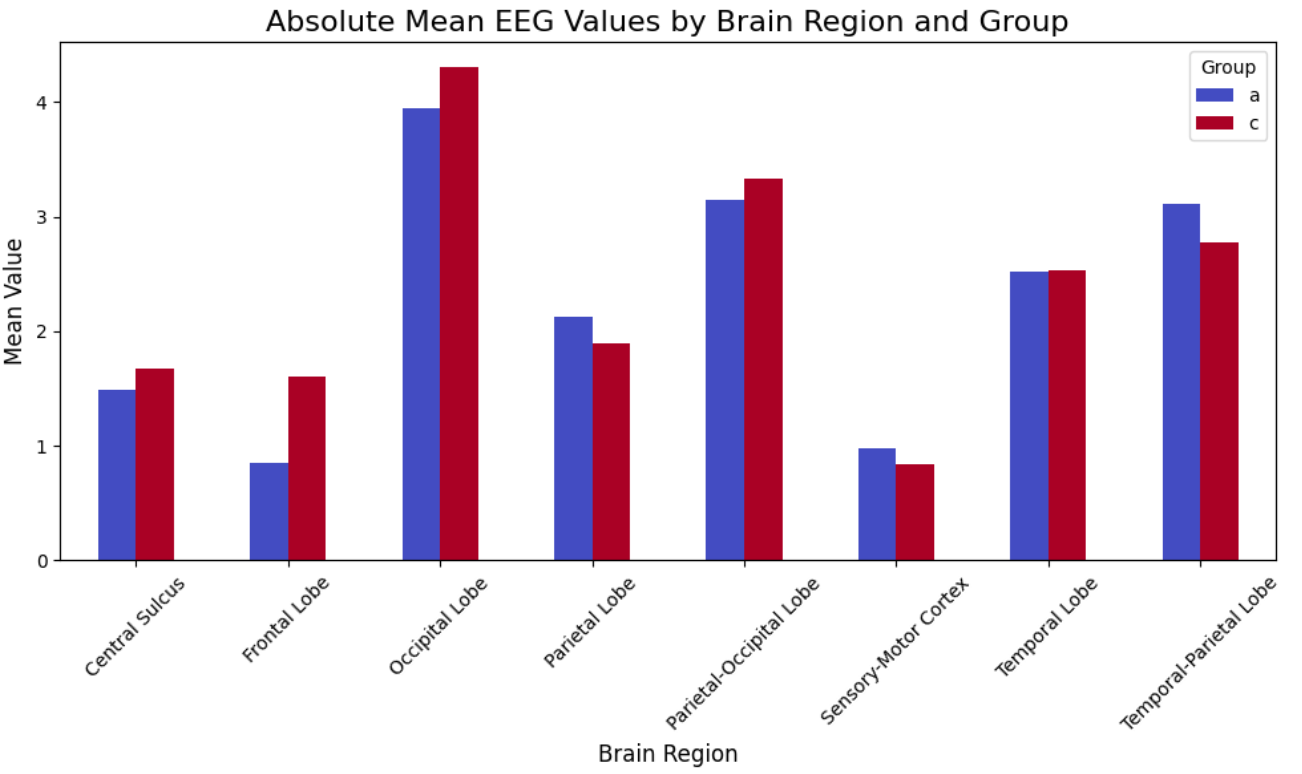 Absolute Mean EEG Values by Brain Region and Group
Group
a
c
Mean Value
4
3
2
1
0
Central Sulcus
Frontal Lobe
Occipital Lobe
Parietal Lobe
Parietal-Occipital Lobe
Sensory-Motor Cortex
Temporal Lobe
Temporal-Parietal Lobe
Brain Region